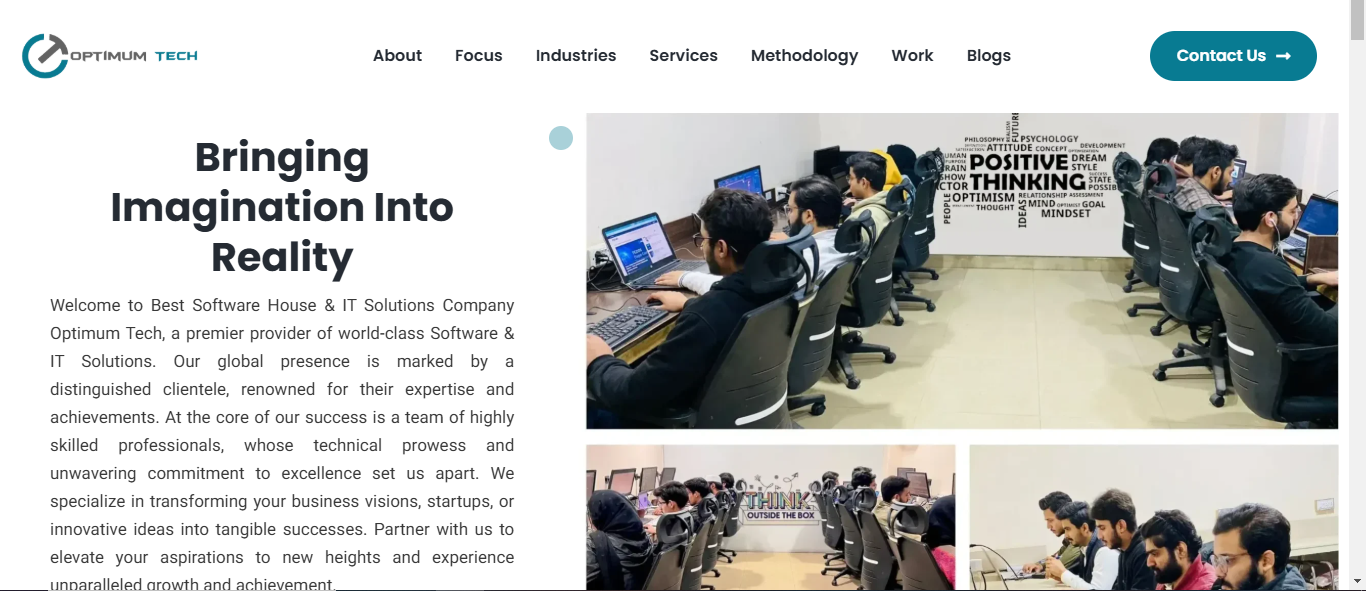 OPTIMUM TECH
About Focus Industries Services Methodology Work Blogs
Contact Us →
Bringing
Imagination Into
Reality
Welcome to Best Software House & IT Solutions Company
Optimum Tech, a premier provider of world-class Software &
IT Solutions. Our global presence is marked by a
distinguished clientele, renowned for their expertise and
achievements. At the core of our success is a team of highly
skilled professionals, whose technical prowess and
unwavering commitment to excellence set us apart. We
specialize in transforming your business visions, startups, or
innovative ideas into tangible successes. Partner with us to
elevate your aspirations to new heights and experience
unparalleled growth and achievement.
FUTURE
PHILOSOPHY PSYCHOLOGY
ATTITUDE CONCEPT DEVELOPMENT
POSITIVE DREAM
STYLE
THINKING STATE
OPTIMISM RELATIONSHIP ASSESSMENT
PEOPLE THOUGHT IDEAS MIND OPTIMIST GOAL
MINDSET
THINK
OUTSIDE THE BOX